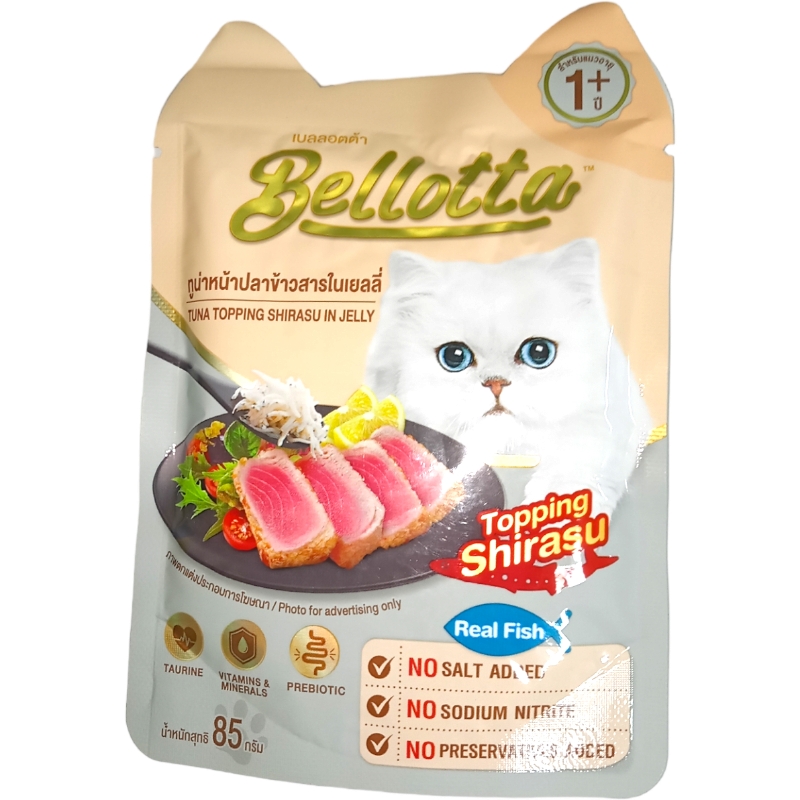 สำหรับแมวอายุ
1+
ปี
เบลลอตต้า
Bellotta™
ทูน่าหน้าปลาข้าวสารในเยลลี่
TUNA TOPPING SHIRASU IN JELLY
Topping
Shirasu
ภาพตกแต่งประกอบการโฆษณา / Photo for advertising only
Real Fish
TAURINE
VITAMINS &
MINERALS
PREBIOTIC
NO SALT ADDED
NO SODIUM NITRITE
NO PRESERVATIVES ADDED
น้ำหนักสุทธิ 85 กรัม